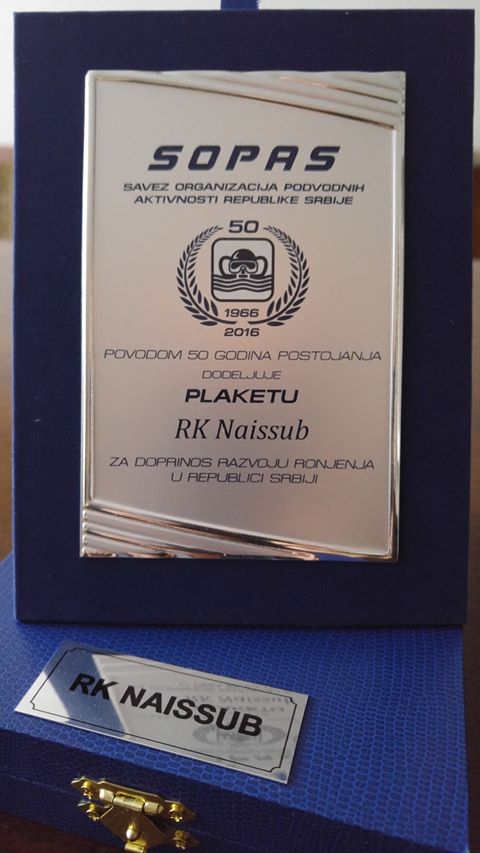 SOPAS
SAVEZ ORGANIZACIJA PODVODNIH
AKTIVNOSTI REPUBLIKE SRBIJE
50
1966
2016
POVODOM 50 GODINA POSTOJANJA
DODELJUJE
PLAKETU
RK Naissub
ZA DOPRINOS RAZVOJU RONJENJA
U REPUBLICI SRBIJI
RK NAISSUB